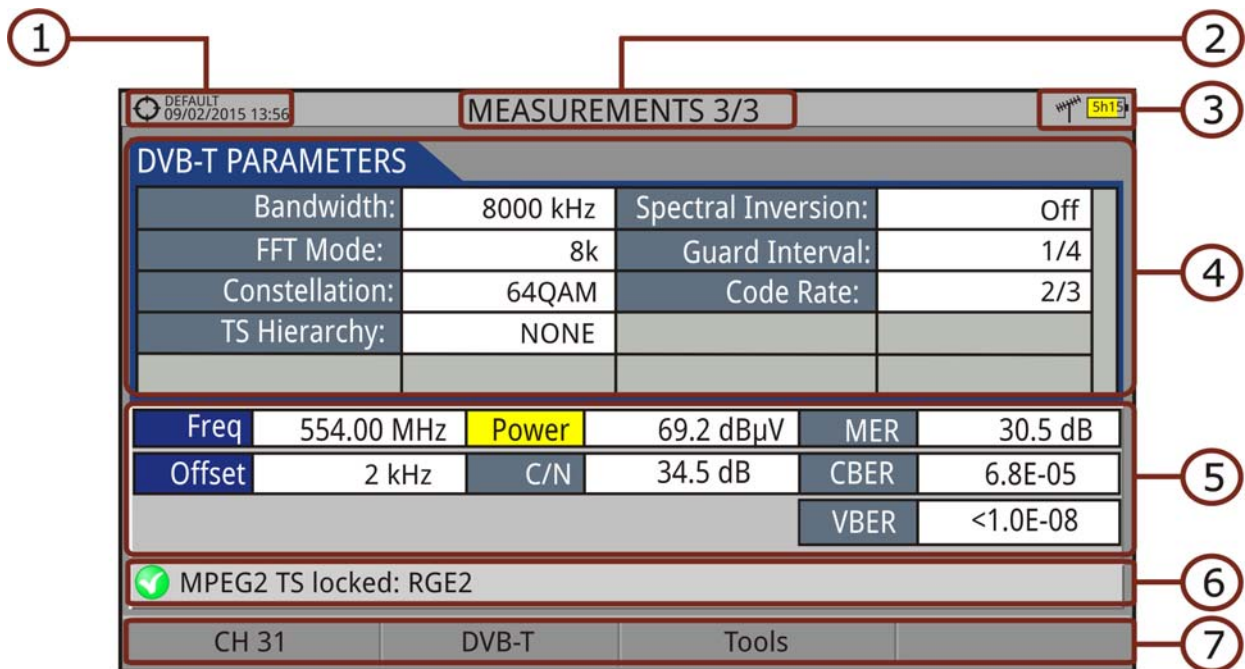 1
2
DEFAULT
09/02/2015 13:56
MEASUREMENTS 3/3
5h15
3
DVB-T PARAMETERS
Bandwidth: 8000 kHz Spectral Inversion: Off
FFT Mode: 8k Guard Interval: 1/4
4
Constellation: 64QAM Code Rate: 2/3
TS Hierarchy: NONE
Freq 554.00 MHz Power 69.2 dBµV MER 30.5 dB
Offset 2 kHz C/N 34.5 dB CBER 6.8E-05
5
VBER <1.0E-08
MPEG2 TS locked: RGE2
6
CH 31 DVB-T Tools
7